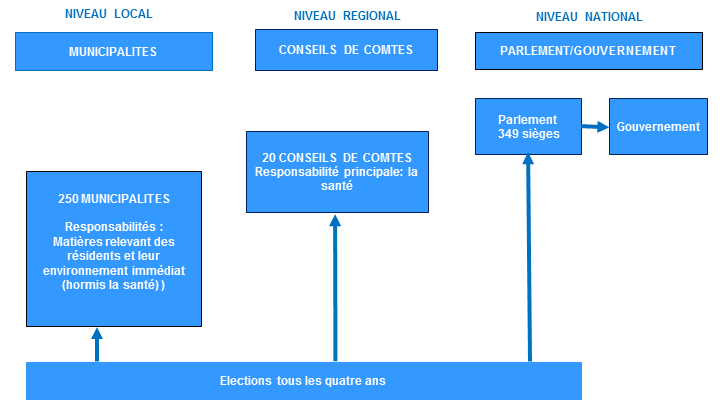 NIVEAU LOCAL
NIVEAU REGIONAL
NIVEAU NATIONAL
MUNICIPALITES
CONSEILS DE COMTES
PARLEMENT/GOUVERNEMENT
Parlement
349 sièges
Gouvernement
20 CONSEILS DE COMTES
Responsabilité principale: la
santé
250 MUNICIPALITES
Responsabilités :
Matières relevant des
résidents et leur
environnement immédiat
(hormis la santé) )
Elections tous les quatre ans